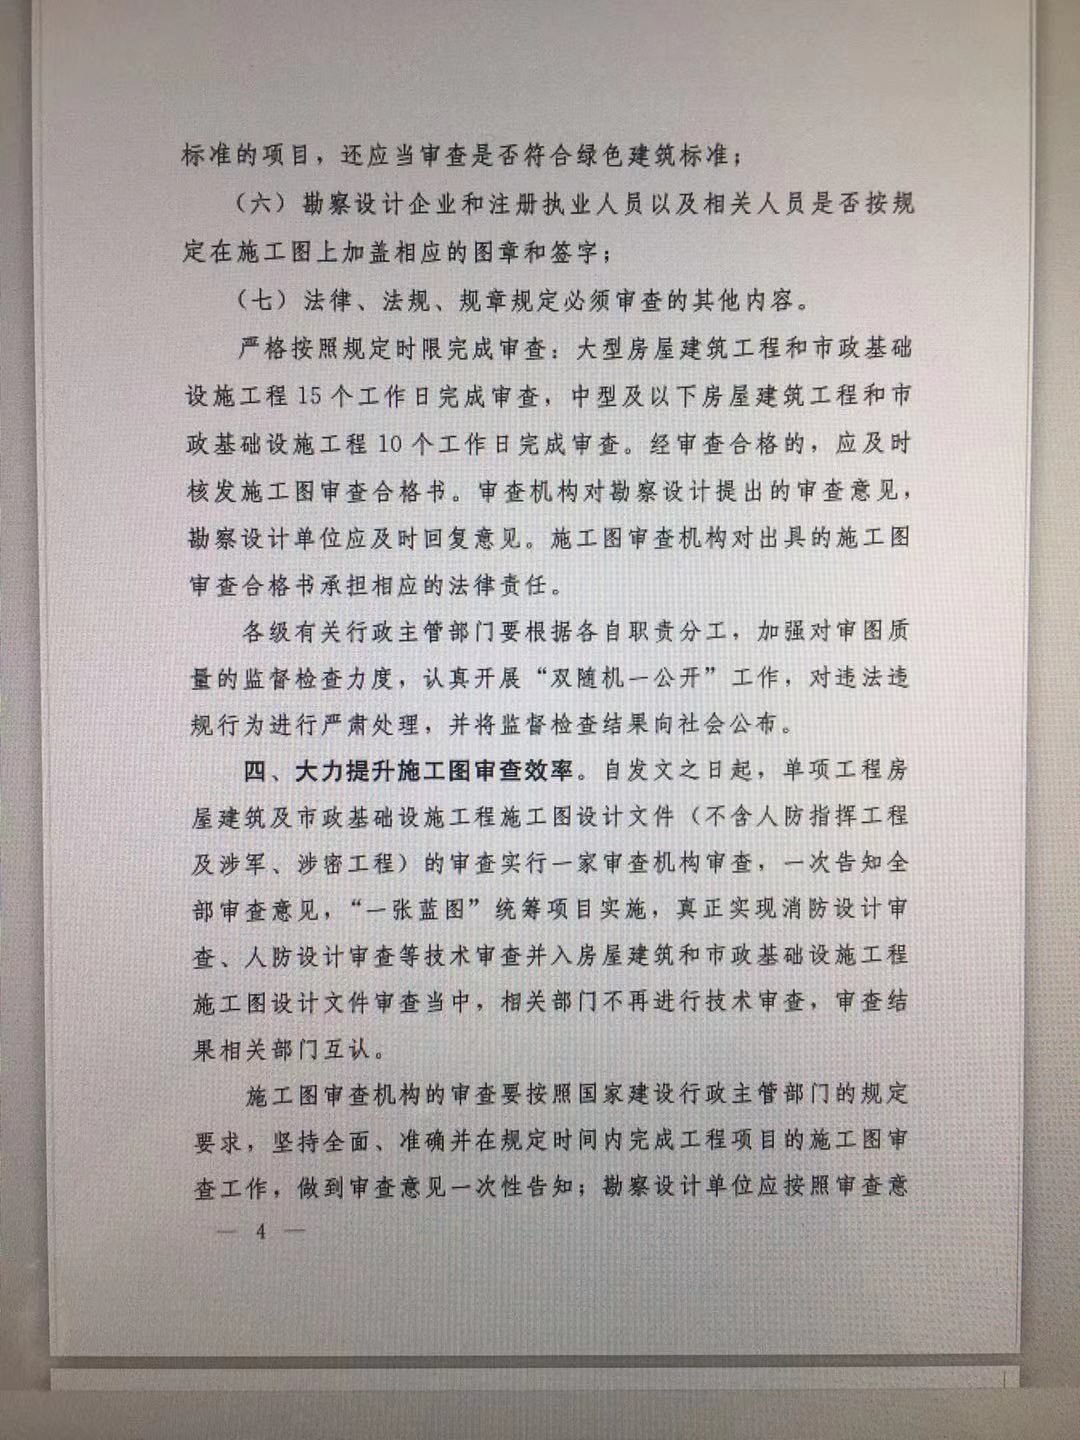 标准的项目，还应当审查是否符合绿色建筑标准；
（六）勘察设计企业和注册执业人员以及相关人员是否按规
定在施工图上加盖相应的图章和签字；
（七）法律、法规、规章规定必须审查的其他内容。
严格按照规定时限完成审查：大型房屋建筑工程和市政基础
设施工程 15 个工作日完成审查，中型及以下房屋建筑工程和市
政基础设施工程 10 个工作日完成审查。经审查合格的，应及时
核发施工图审查合格书。审查机构对勘察设计提出的审查意见，
勘察设计单位应及时回复意见。施工图审查机构对出具的施工图
审查合格书承担相应的法律责任。
各级有关行政主管部门要根据各自职责分工，加强对审图质
量的监督检查力度，认真开展“双随机一公开”工作，对违法违
规行为进行严肃处理，并将监督检查结果向社会公布。
四、大力提升施工图审查效率。自发文之日起，单项工程房
屋建筑及市政基础设施工程施工图设计文件（不含人防指挥工程
及涉军、涉密工程）的审查实行一家审查机构审查，一次告知全
部审查意见，“一张蓝图”统筹项目实施，真正实现消防设计审
查、人防设计审查等技术审查并入房屋建筑和市政基础设施工程
施工图设计文件审查当中，相关部门不再进行技术审查，审查结
果相关部门互认。
施工图审查机构的审查要按照国家建设行政主管部门的规定
要求，坚持全面、准确并在规定时间内完成工程项目的施工图审
查工作，做到审查意见一次性告知；勘察设计单位应按照审查意
— 4 —